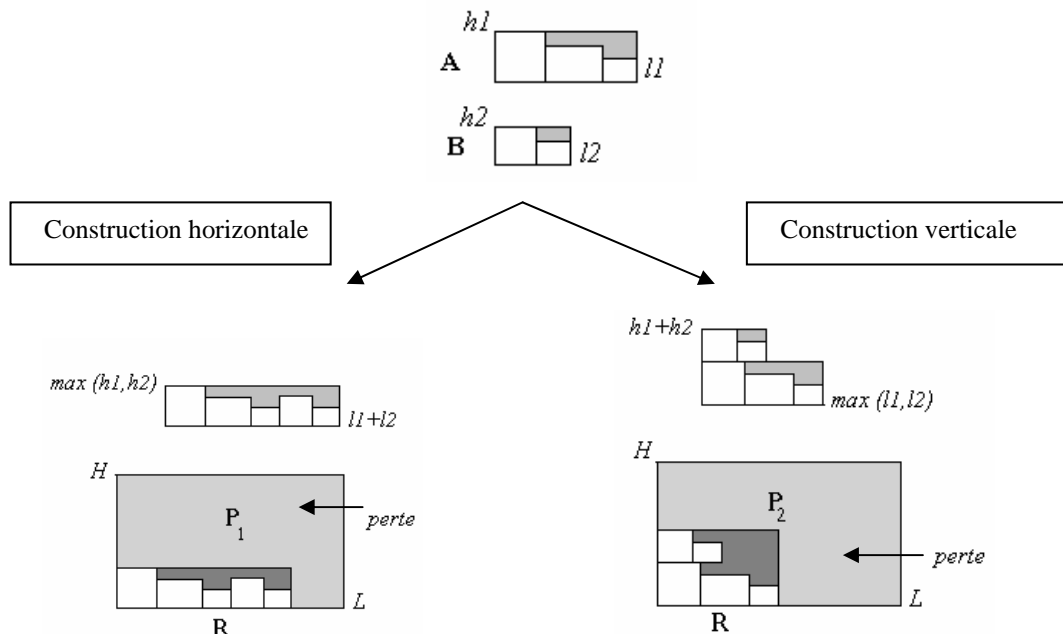 h1
A
l1
h2
B
l2
Construction horizontale
Construction verticale
h1+h2
max (h1,h2)
l1+l2
max (l1,l2)
H
P1
perte
L
R
H
P2
perte
L
R